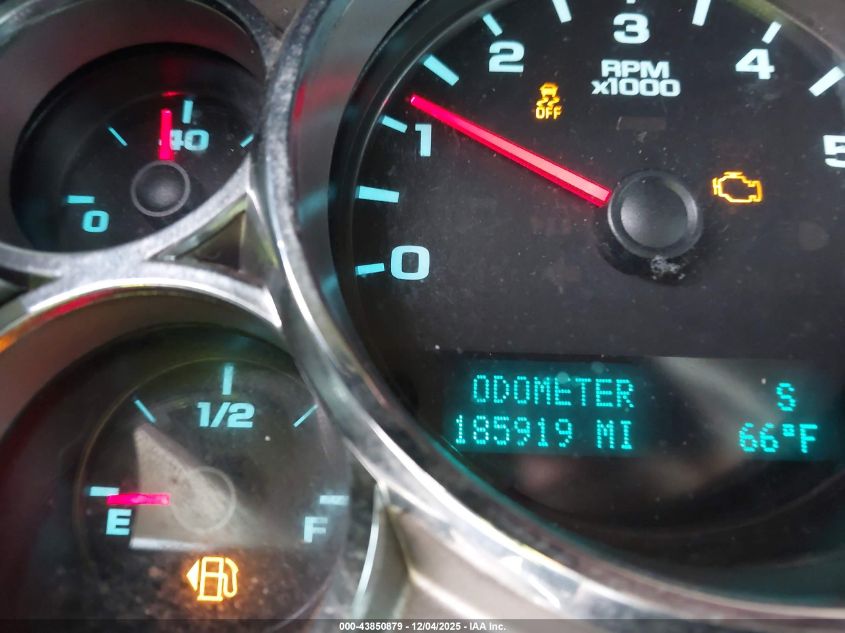 0
40
0
1
2
3
4
5
RPM
x1000
OFF
ODOMETER S
185919 MI 66°F
1/2
E
F
000-43850879 - 12/04/2025 - IAA Inc.